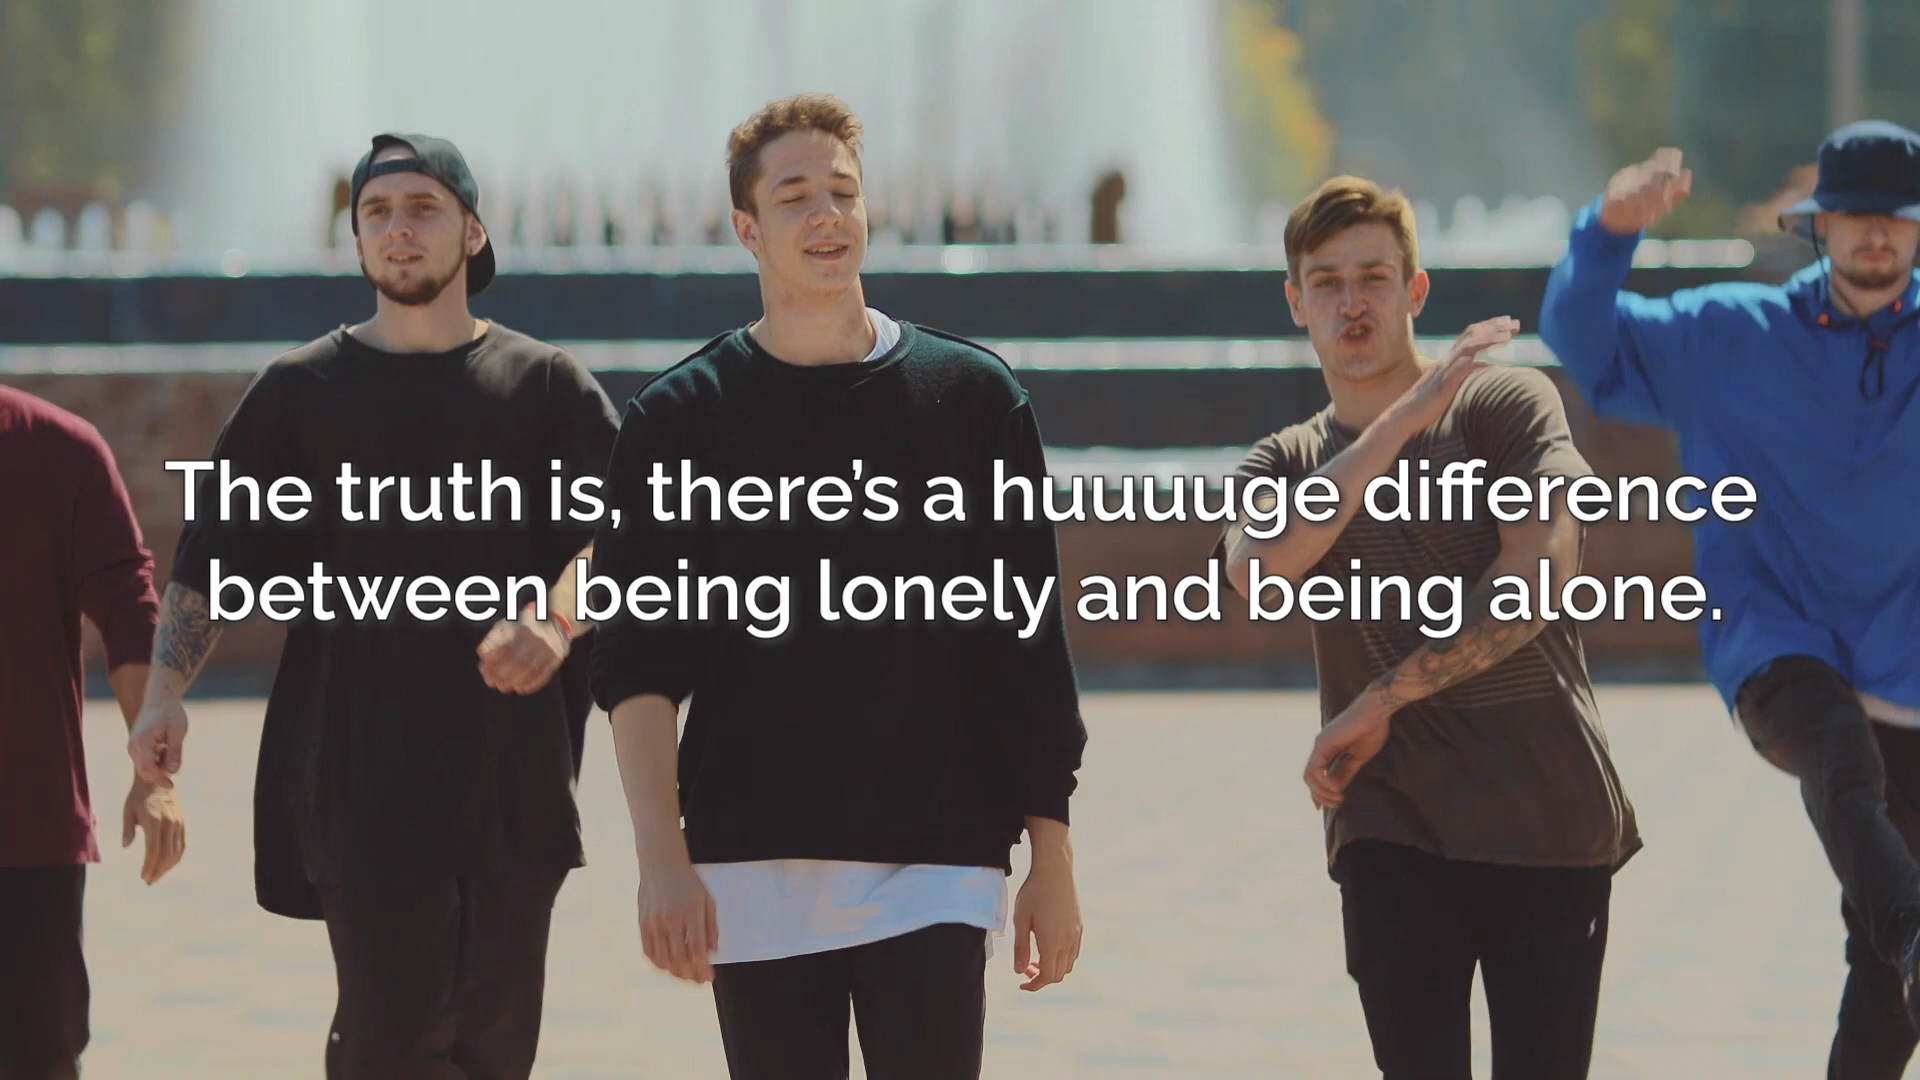 The truth is, there’s a huuuuge difference
between being lonely and being alone.